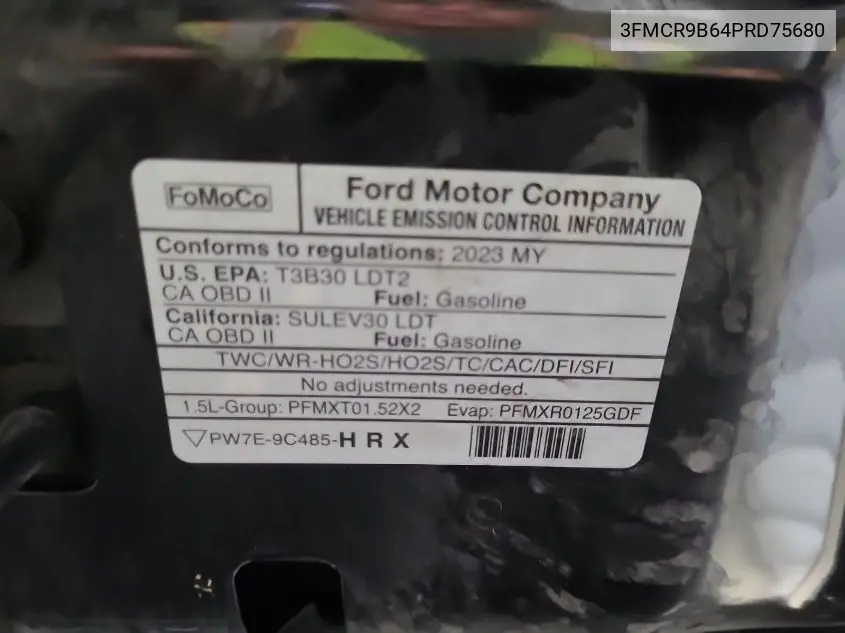 3FMCR9B64PRD75680
FoMoCo
Ford Motor Company
VEHICLE EMISSION CONTROL INFORMATION
Conforms to regulations: 2023 MY
U.S. EPA: T3B30 LDT2
CA OBD II Fuel: Gasoline
California: SULEV30 LDT
CA OBD II Fuel: Gasoline
TWC/WR-HO2S/HO2S/TC/CAC/DFI/SFI
No adjustments needed.
1.5L-Group: PFMXT01.52X2 Evap: PFMXR0125GDF
▽PW7E-9C485-H R X